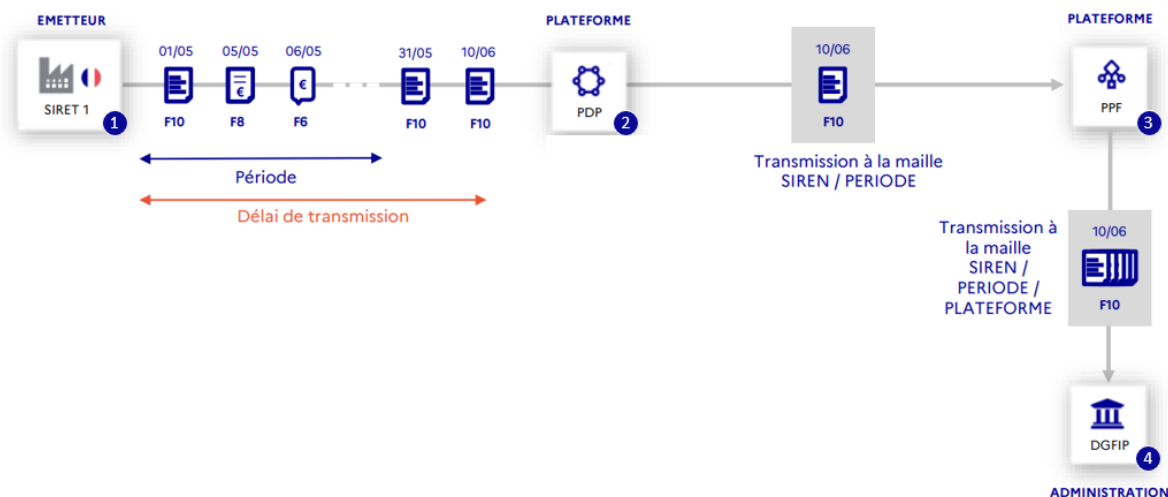 EMETTEUR
PLATEFORME
PLATEFORME
01/05
05/05
06/05
31/05
10/06
10/06
€
€
SIRET 1
1
PDP
2
PPF
3
F10
F8
F6
F10
F10
F10
Période
Transmission à la maille
SIREN / PERIODE
Délai de transmission
Transmission à
la maille
SIREN /
PERIODE /
PLATEFORME
10/06
F10
DGFIP
4
ADMINISTRATION